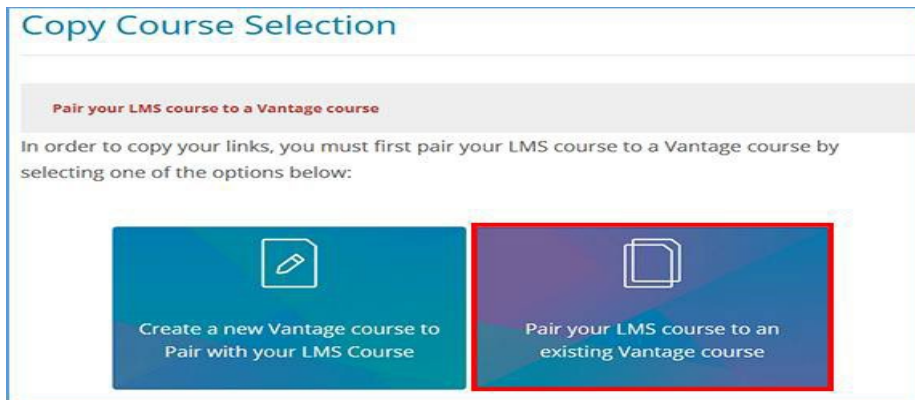 Copy Course Selection
Pair your LMS course to a Vantage course
In order to copy your links, you must first pair your LMS course to a Vantage course by
selecting one of the options below:
Create a new Vantage course to
Pair with your LMS Course
Pair your LMS course to an
existing Vantage course